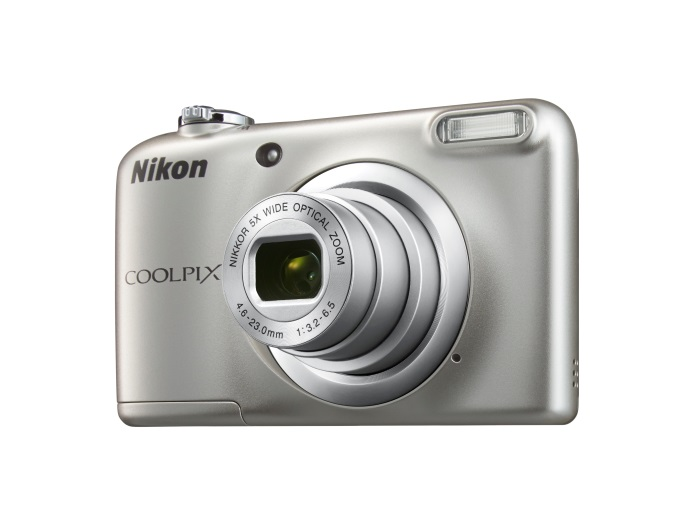 Nikon
COOLPIX
NIKKOR 5X WIDE OPTICAL ZOOM
4.6-23.0mm 1:3.2-6.5